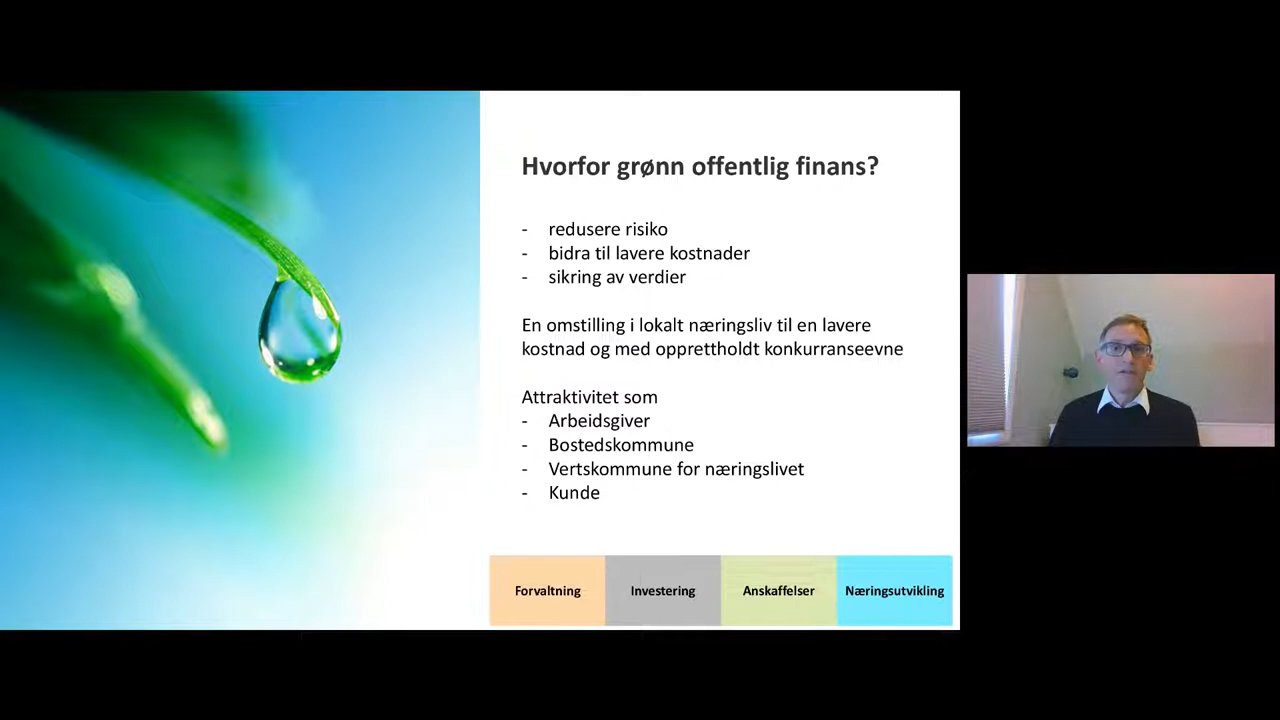 Hvorfor grønn offentlig finans?
- redusere risiko
- bidra til lavere kostnader
- sikring av verdier
En omstilling i lokalt næringsliv til en lavere
kostnad og med opprettholdt konkurranseevne
Attraktivitet som
- Arbeidsgiver
- Bostedskommune
- Vertskommune for næringslivet
- Kunde
Forvaltning
Investering
Anskaffelser
Næringsutvikling